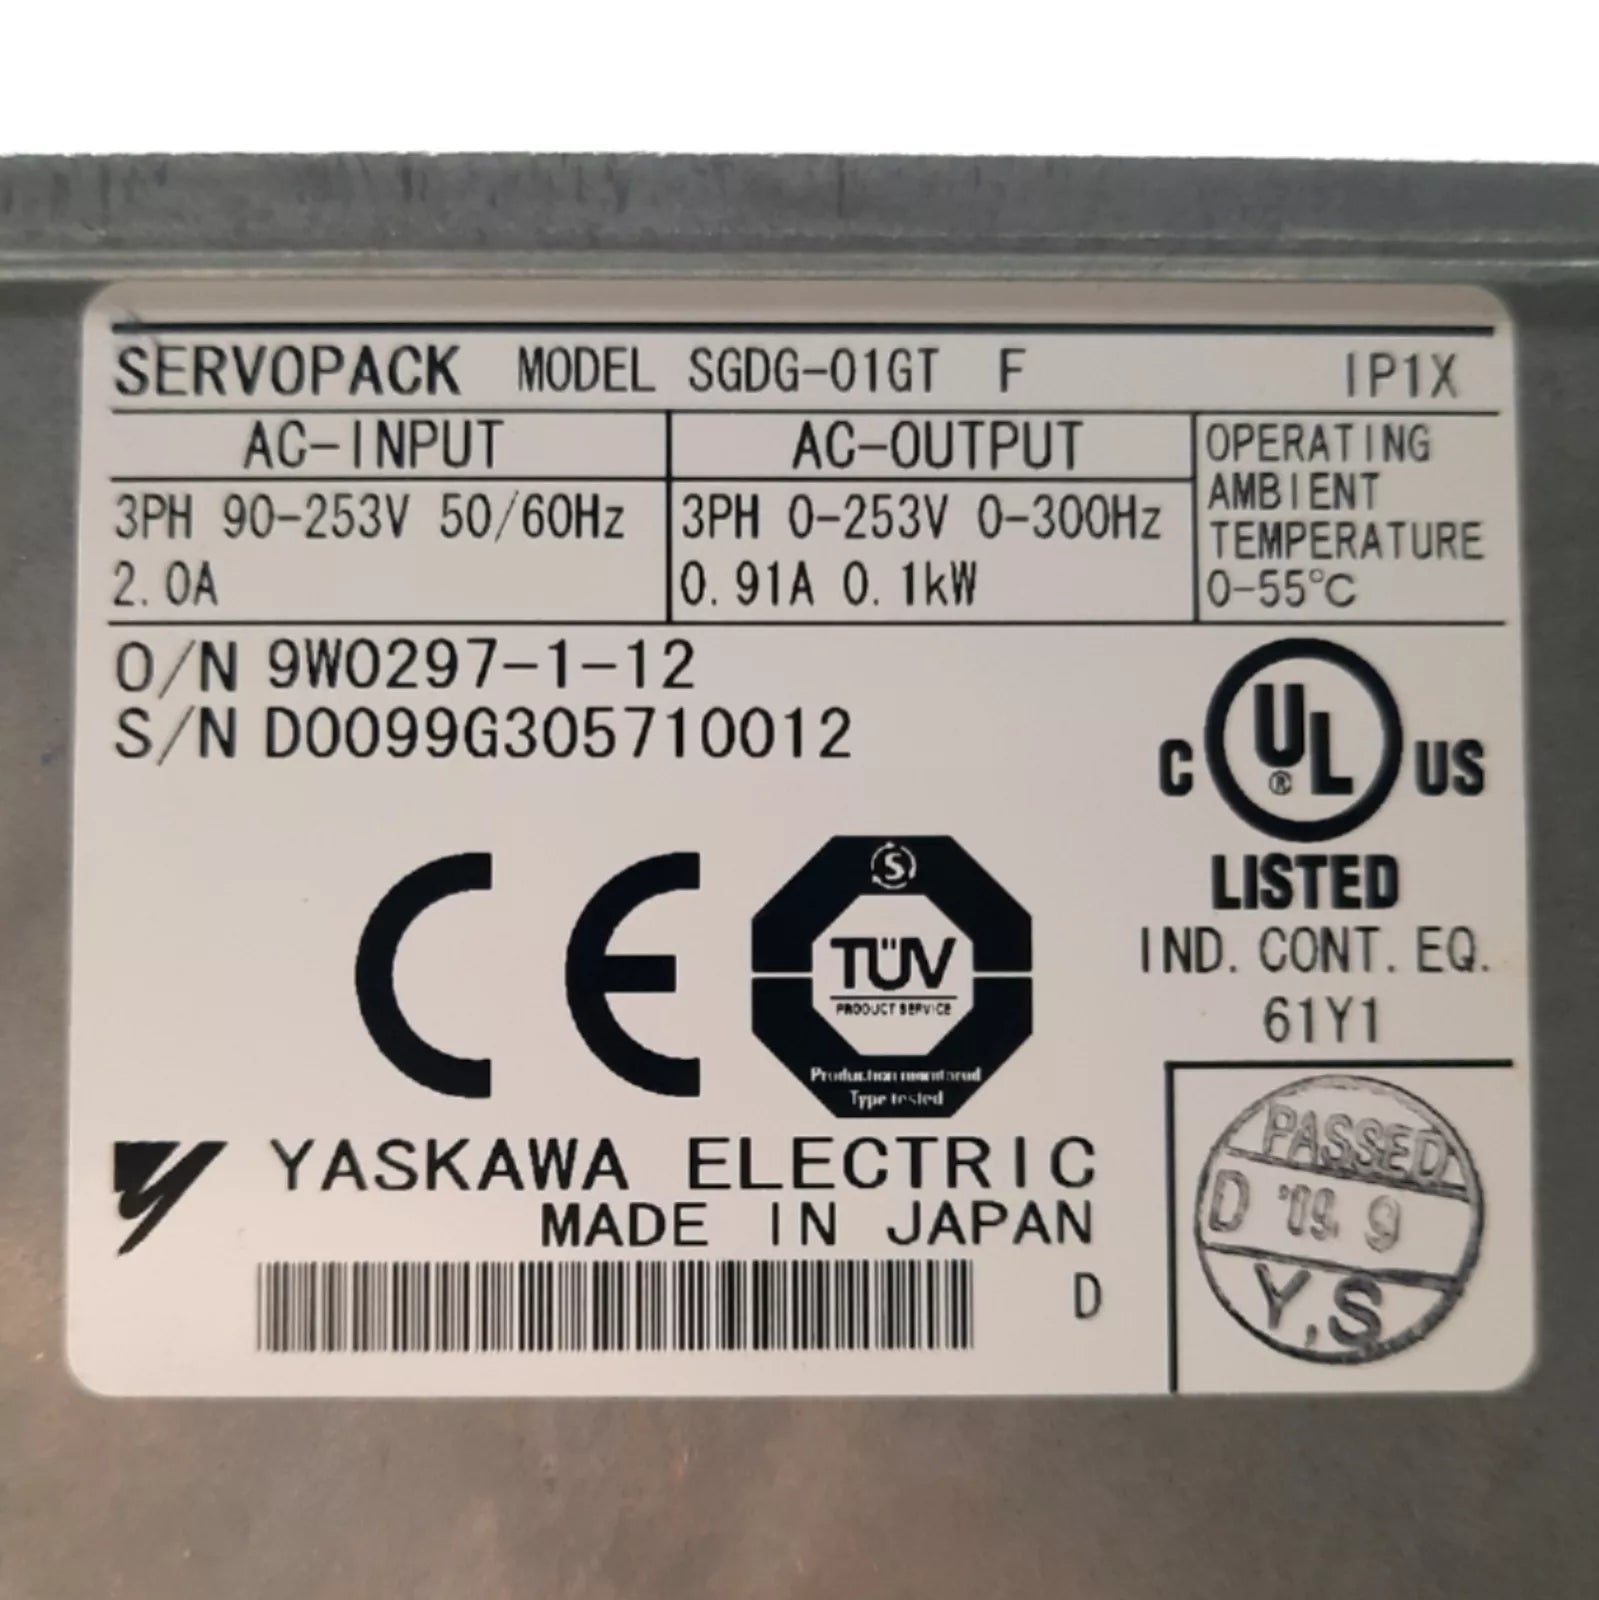 SERVOPACK MODEL SGDG-01GT F IP1X
AC-INPUT
3PH 90-253V 50/60Hz
2.0A
AC-OUTPUT
3PH 0-253V 0-300Hz
0.91A 0.1kW
OPERATING
AMBIENT
TEMPERATURE
0-55°C
O/N 9W0297-1-12
S/N D0099G305710012
C UL ® US
LISTED
IND. CONT. EQ.
61Y1
CE
S
TÜV
PRODUCT SERVICE
Production monitored
Type tested
YASKAWA ELECTRIC
MADE IN JAPAN
D
PASSED
D '09. 9
Y,S